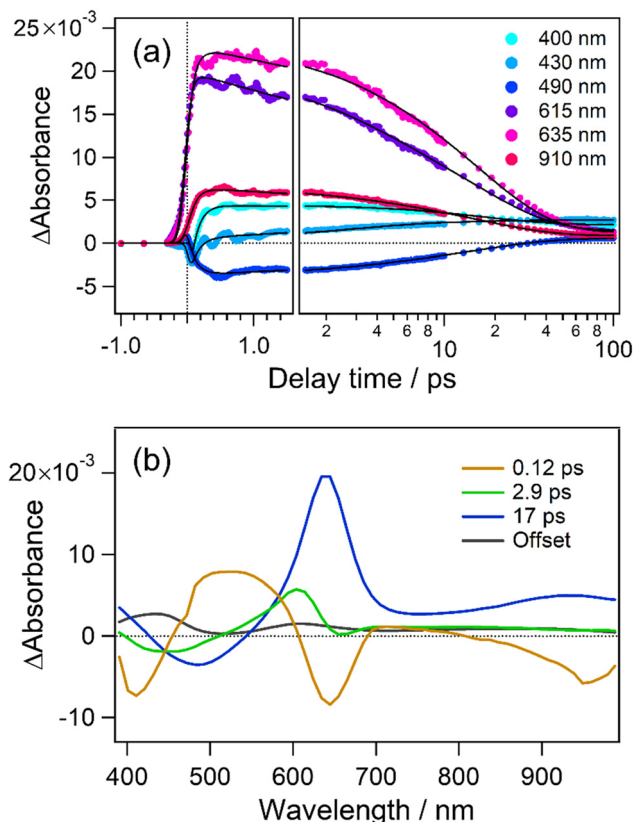 25×10⁻³
(a)
400 nm
430 nm
490 nm
615 nm
635 nm
910 nm
20
15
10
5
0
-5
ΔAbsorbance
-1.0
1.0
2
4
6
8
10
2
4
6
8
100
Delay time / ps
(b)
20×10⁻³
0.12 ps
2.9 ps
17 ps
Offset
10
0
-10
ΔAbsorbance
400 500 600 700 800 900
Wavelength / nm